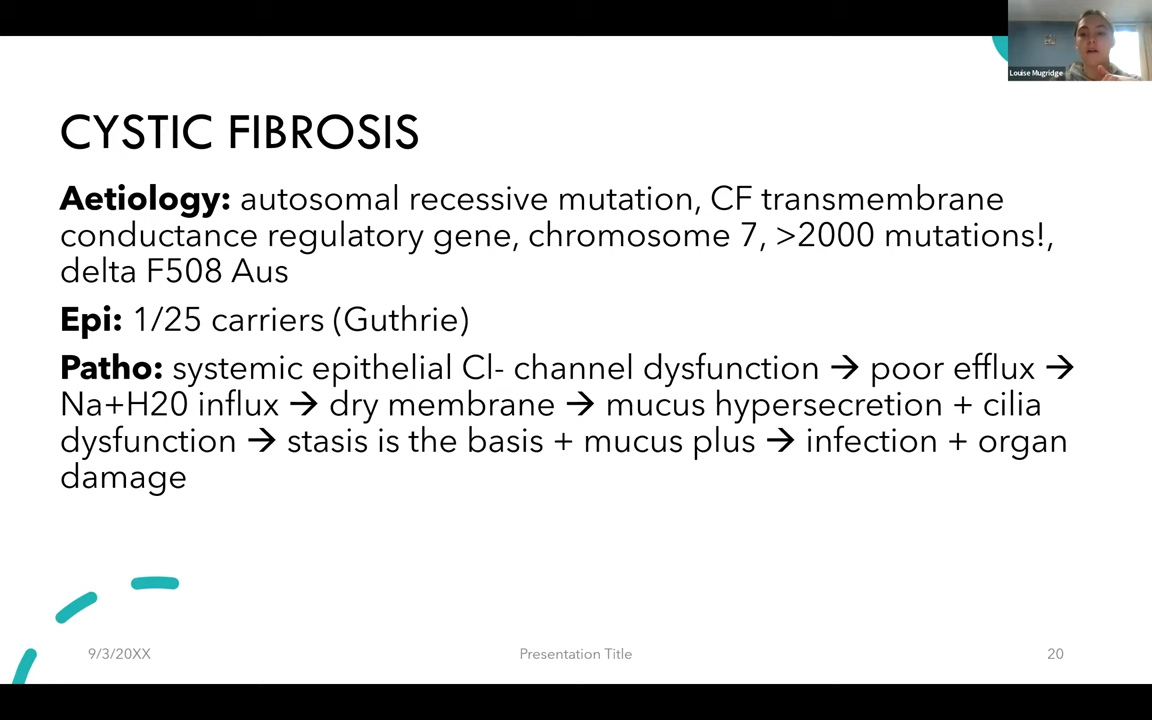 Louise Mugridge
CYSTIC FIBROSIS
Aetiology: autosomal recessive mutation, CF transmembrane
conductance regulatory gene, chromosome 7, >2000 mutations!,
delta F508 Aus
Epi: 1/25 carriers (Guthrie)
Patho: systemic epithelial Cl- channel dysfunction → poor efflux →
Na+H20 influx → dry membrane → mucus hypersecretion + cilia
dysfunction → stasis is the basis + mucus plus → infection + organ
damage
9/3/20XX
Presentation Title
20